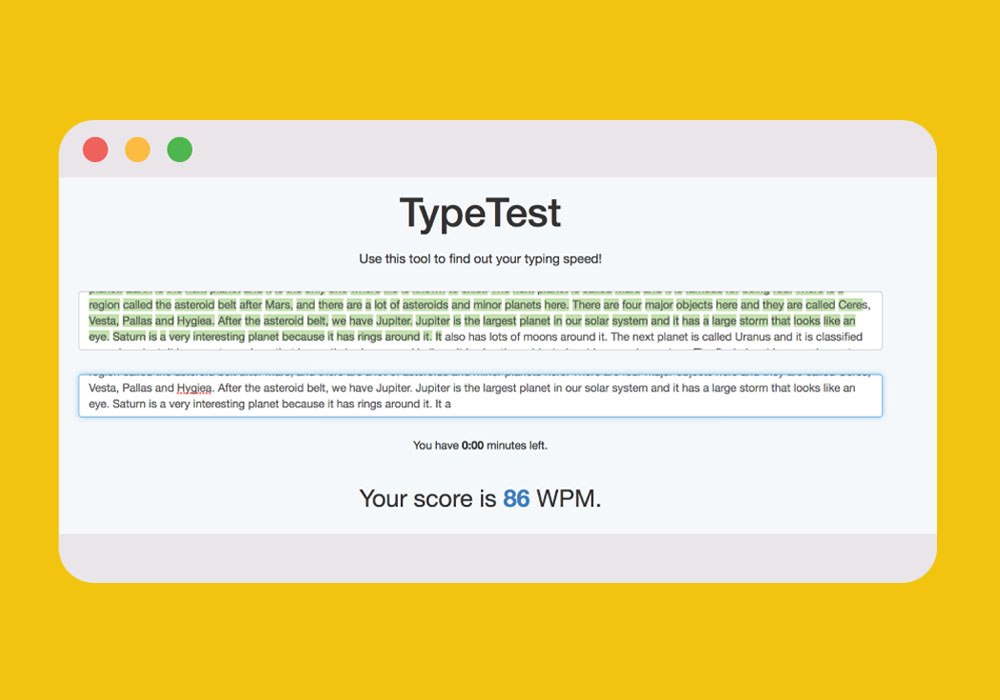 TypeTest
Use this tool to find out your typing speed!
region called the asteroid belt after Mars, and there are a lot of asteroids and minor planets here. There are four major objects here and they are called Ceres,
Vesta, Pallas and Hygiea. After the asteroid belt, we have Jupiter. Jupiter is the largest planet in our solar system and it has a large storm that looks like an
eye. Saturn is a very interesting planet because it has rings around it. It also has lots of moons around it. The next planet is called Uranus and it is classified
Vesta, Pallas and Hygiea. After the asteroid belt, we have Jupiter. Jupiter is the largest planet in our solar system and it has a large storm that looks like an
eye. Saturn is a very interesting planet because it has rings around it. It a
You have 0:00 minutes left.
Your score is 86 WPM.